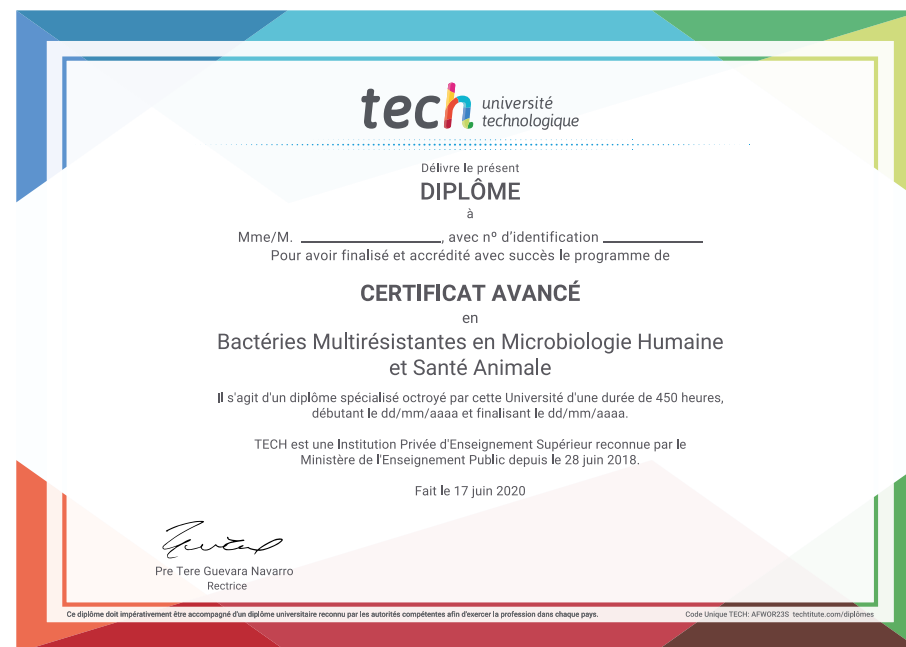 tech université
technologique
Délivre le présent
DIPLÔME
à
Mme/M. ____________________, avec nº d'identification ______________
Pour avoir finalisé et accrédité avec succès le programme de
CERTIFICAT AVANCÉ
en
Bactéries Multirésistantes en Microbiologie Humaine
et Santé Animale
Il s'agit d'un diplôme spécialisé octroyé par cette Université d'une durée de 450 heures,
débutant le dd/mm/aaaa et finalisant le dd/mm/aaaa.
TECH est une Institution Privée d'Enseignement Supérieur reconnue par le
Ministère de l'Enseignement Public depuis le 28 juin 2018.
Fait le 17 juin 2020
Pre Tere Guevara Navarro
Rectrice
Ce diplôme doit impérativement être accompagné d'un diplôme universitaire reconnu par les autorités compétentes afin d'exercer la profession dans chaque pays.
Code Unique TECH: AFWOR23S techtitute.com/diplômes